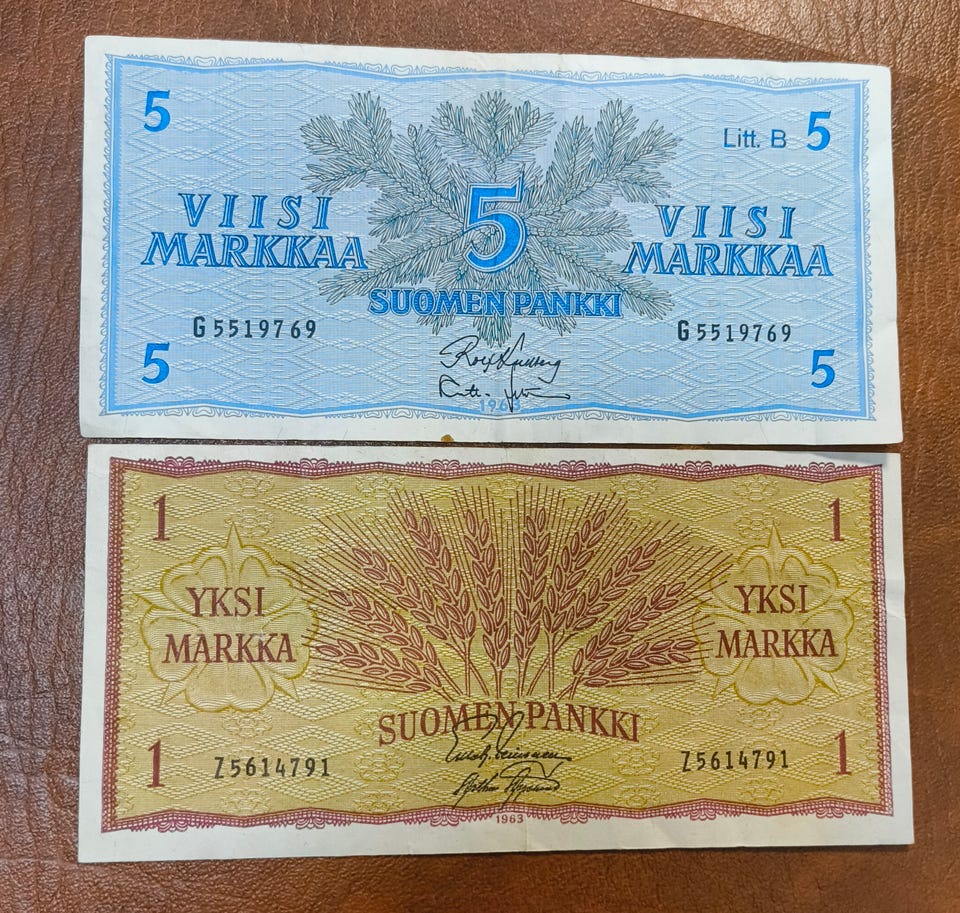 5
Litt. B 5
VIISI
MARKKAA
5
VIISI
MARKKAA
SUOMEN PANKKI
G5519769
G5519769
5
5
1963
1
1
YKSI
MARKKA
YKSI
MARKKA
SUOMEN PANKKI
Z5614791
Z5614791
1
1
1963